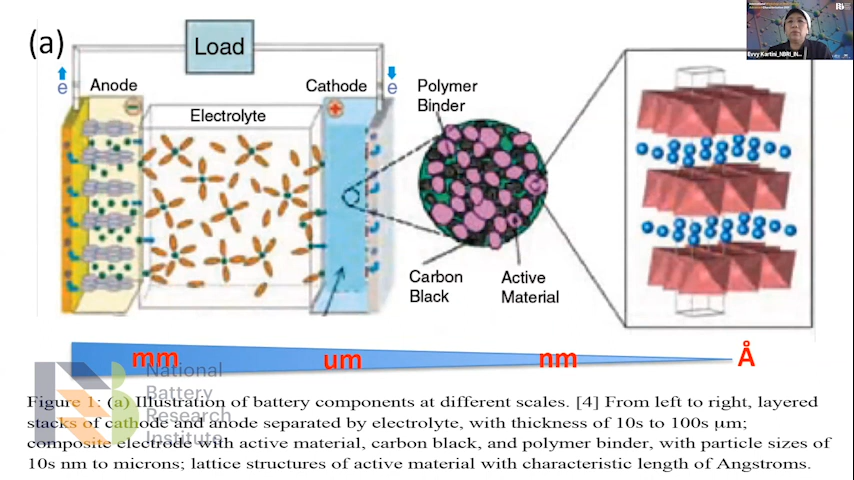 (a)
Load
Anode
Cathode
e
e
Electrolyte
Polymer
Binder
Carbon
Black
Active
Material
mm
um
nm
Å
National
Battery
Research
Institute
Figure 1: (a) Illustration of battery components at different scales. [4] From left to right, layered
stacks of cathode and anode separated by electrolyte, with thickness of 10s to 100s μm;
composite electrode with active material, carbon black, and polymer binder, with particle sizes of
10s nm to microns; lattice structures of active material with characteristic length of Angstroms.
Evvy Kartini_NBRI_IN...